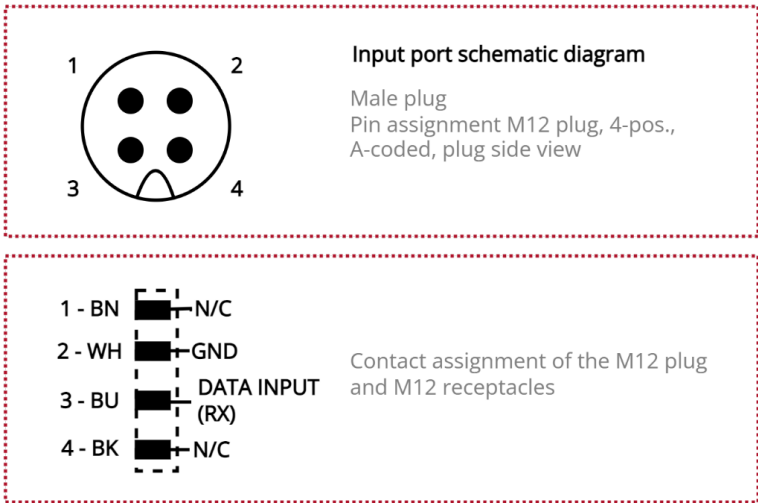 1
2
3
4
Input port schematic diagram
Male plug
Pin assignment M12 plug, 4-pos.,
A-coded, plug side view
1 - BN N/C
2 - WH GND
3 - BU DATA INPUT
(RX)
4 - BK N/C
Contact assignment of the M12 plug
and M12 receptacles